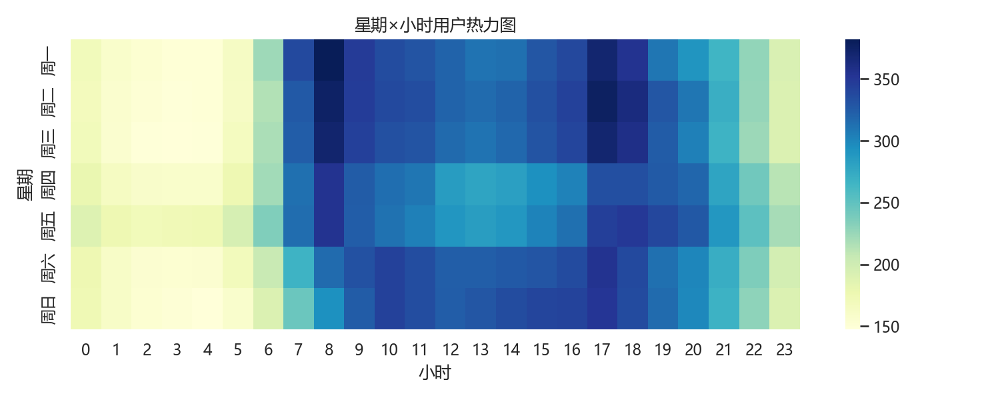 星期×小时用户热力图
星期
周一
周二
周三
周四
周五
周六
周日
0 1 2 3 4 5 6 7 8 9 10 11 12 13 14 15 16 17 18 19 20 21 22 23
小时
350
300
250
200
150